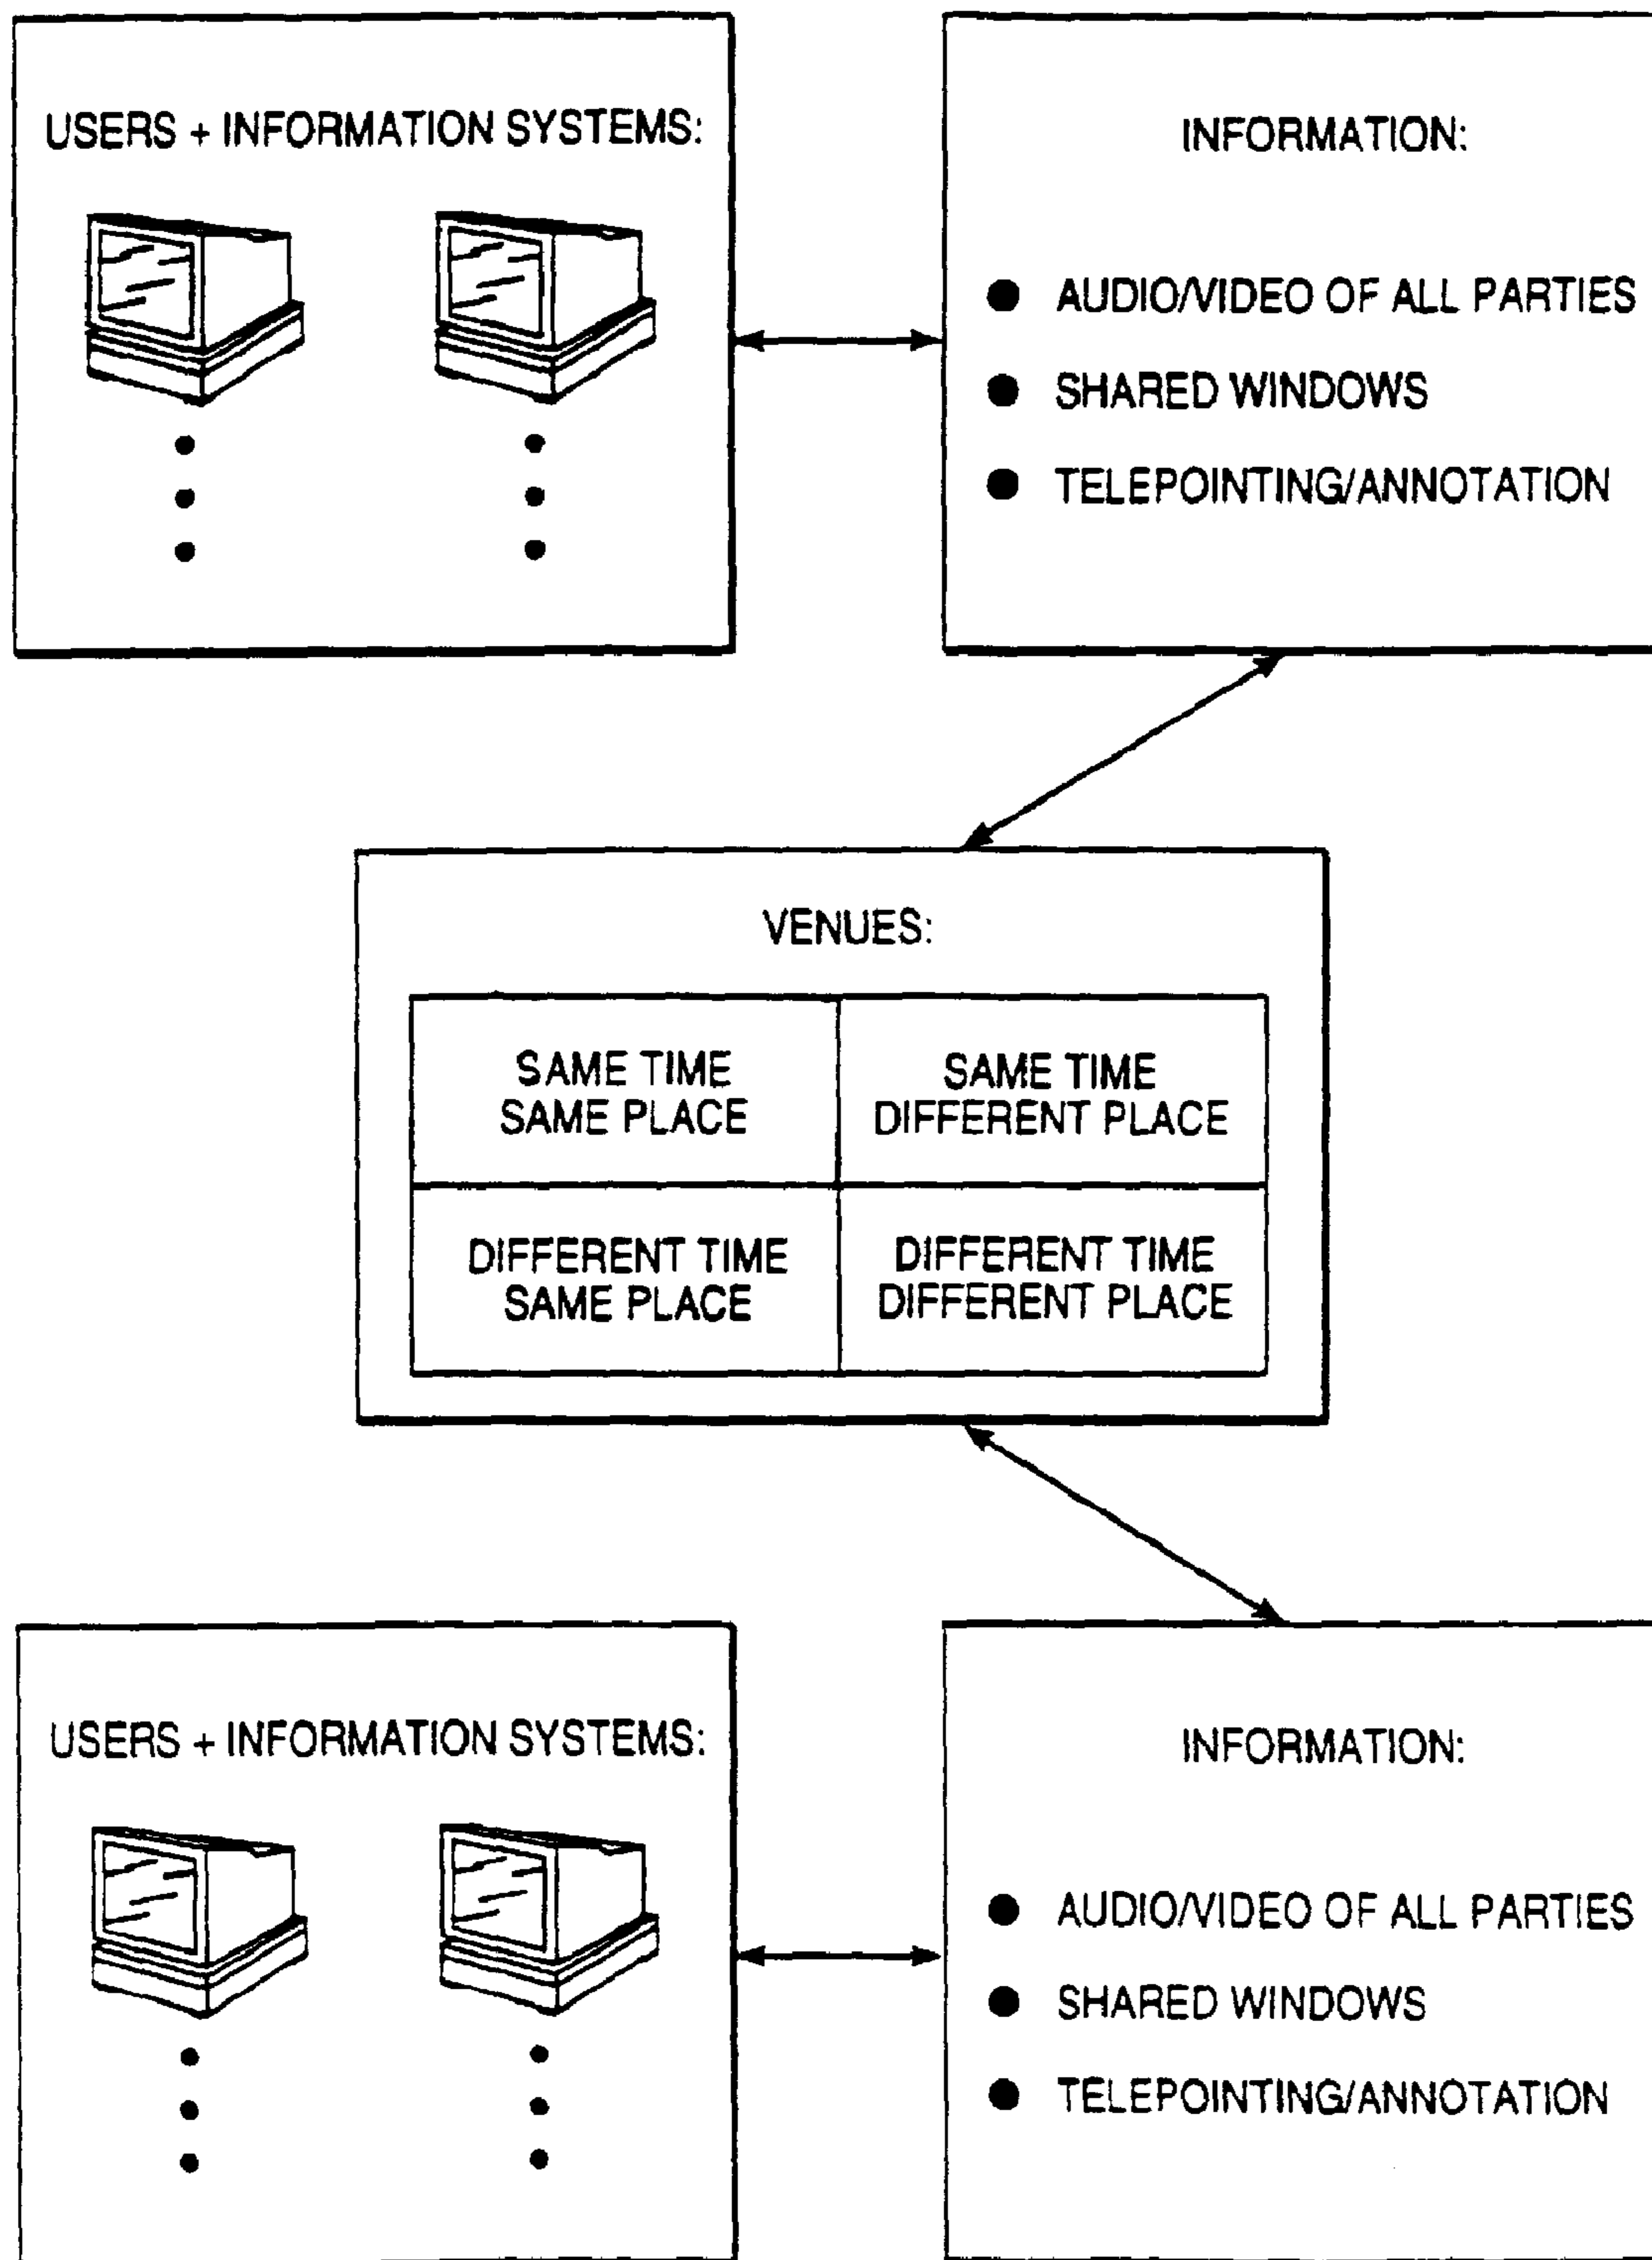 USERS + INFORMATION SYSTEMS:
INFORMATION:
● AUDIO/VIDEO OF ALL PARTIES
● SHARED WINDOWS
● TELEPOINTING/ANNOTATION
VENUES:
SAME TIME
SAME PLACE
SAME TIME
DIFFERENT PLACE
DIFFERENT TIME
SAME PLACE
DIFFERENT TIME
DIFFERENT PLACE
USERS + INFORMATION SYSTEMS:
INFORMATION:
● AUDIO/VIDEO OF ALL PARTIES
● SHARED WINDOWS
● TELEPOINTING/ANNOTATION